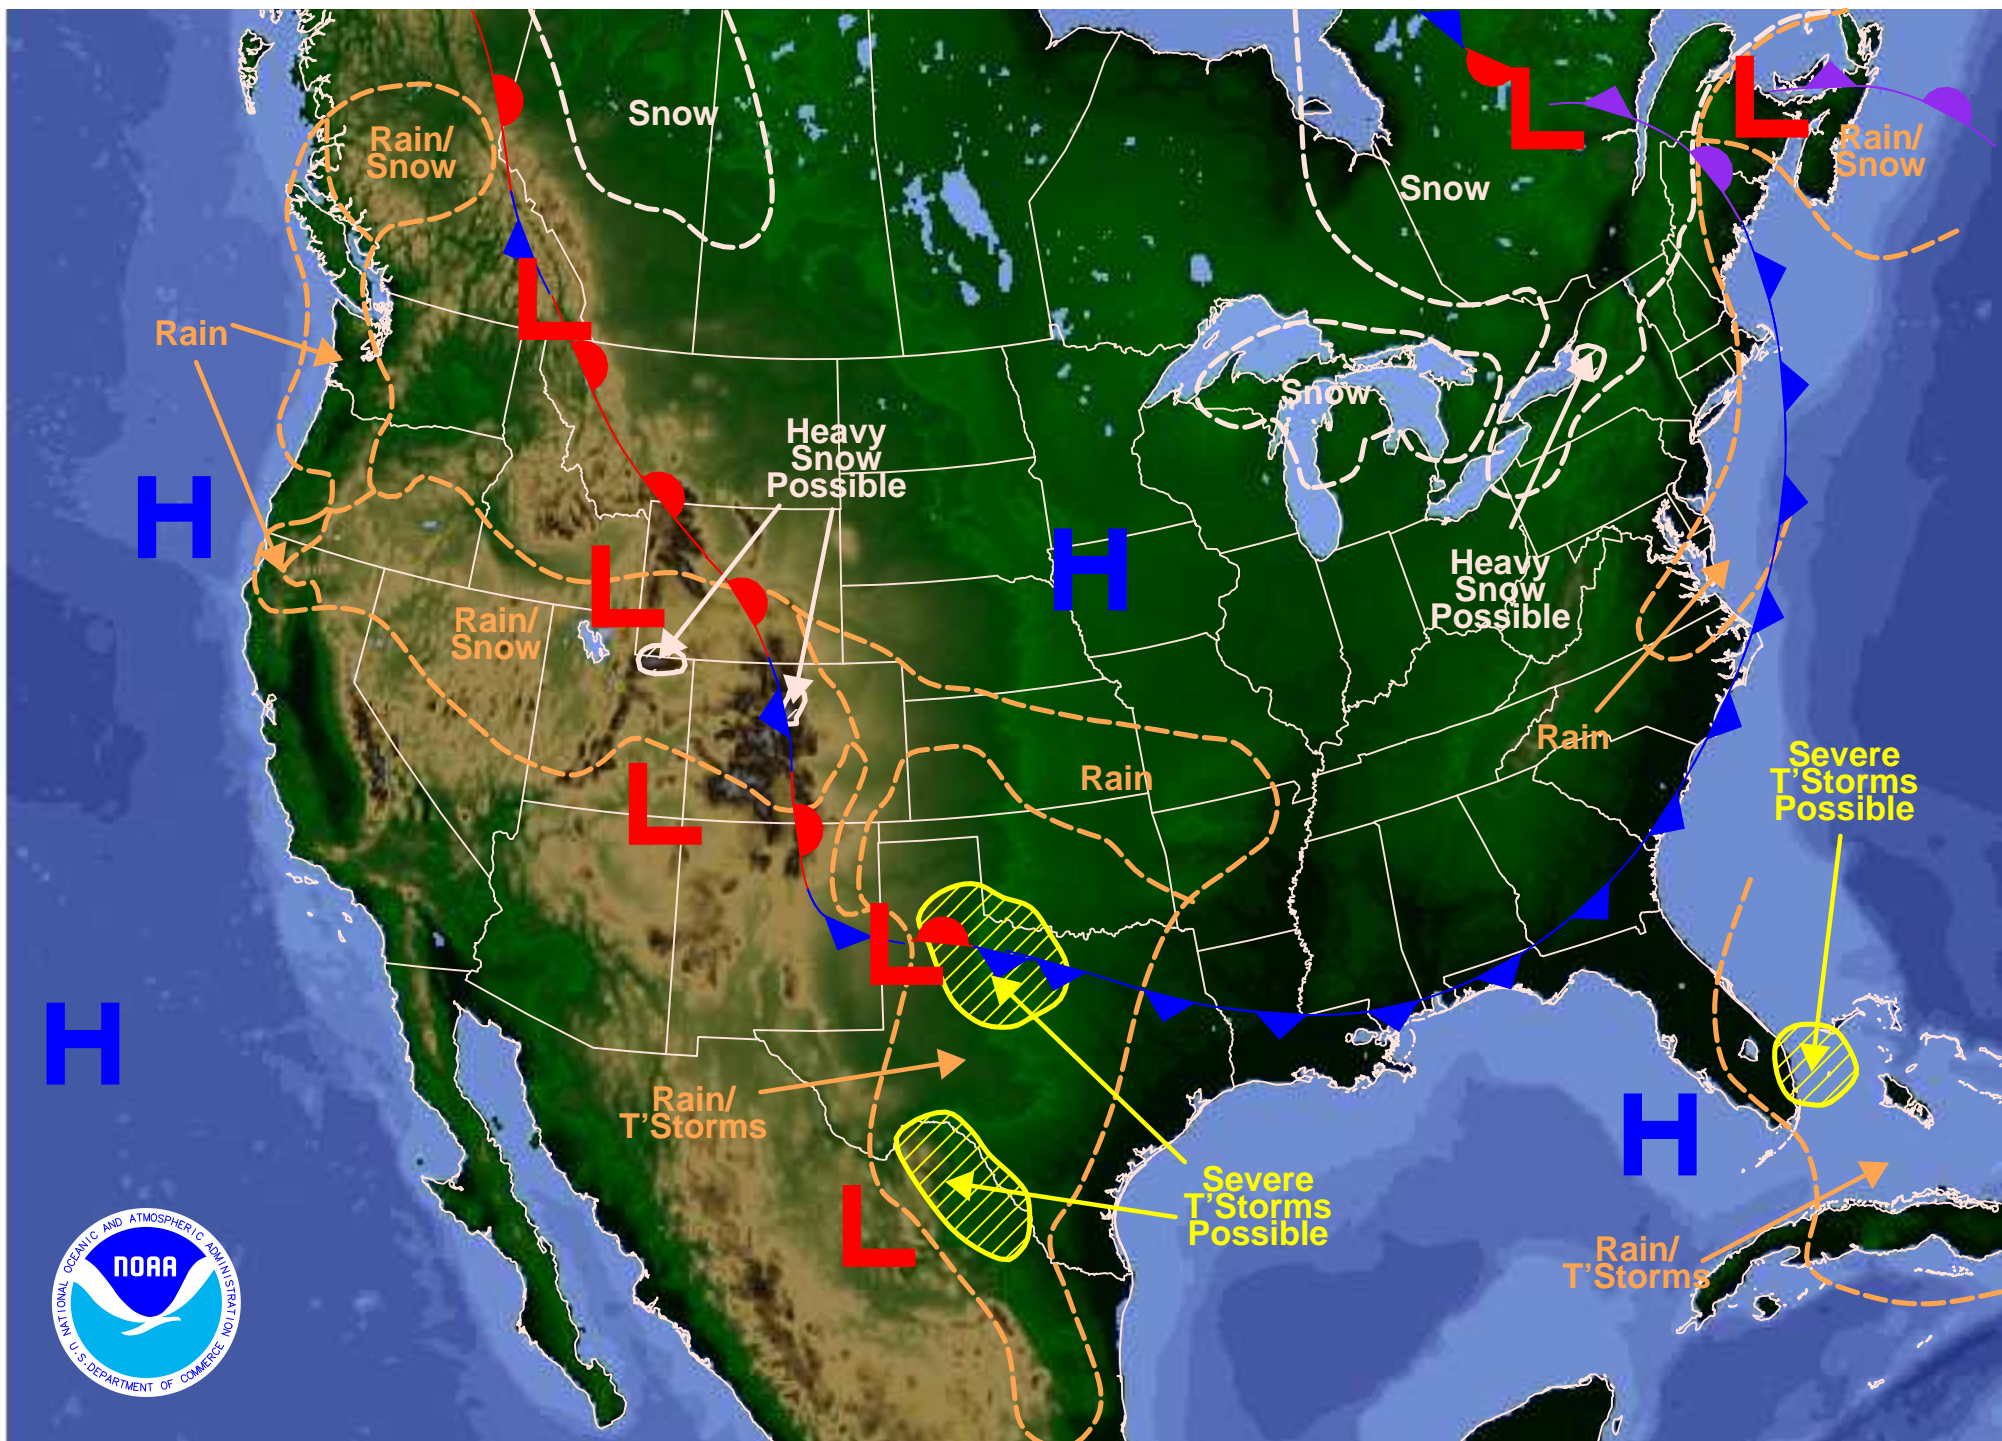 Snow
Rain/
Snow
Rain/
Snow
Snow
Rain
Snow
Heavy
Snow
Possible
H
H
L
L
L
L
L
L
L
Heavy
Snow
Possible
Rain/
Snow
Rain
Rain
Severe
T'Storms
Possible
H
H
Rain/
T'Storms
Severe
T'Storms
Possible
Rain/
T'Storms
NATIONAL OCEANIC AND ATMOSPHERIC ADMINISTRATION
NOAA
U.S. DEPARTMENT OF COMMERCE